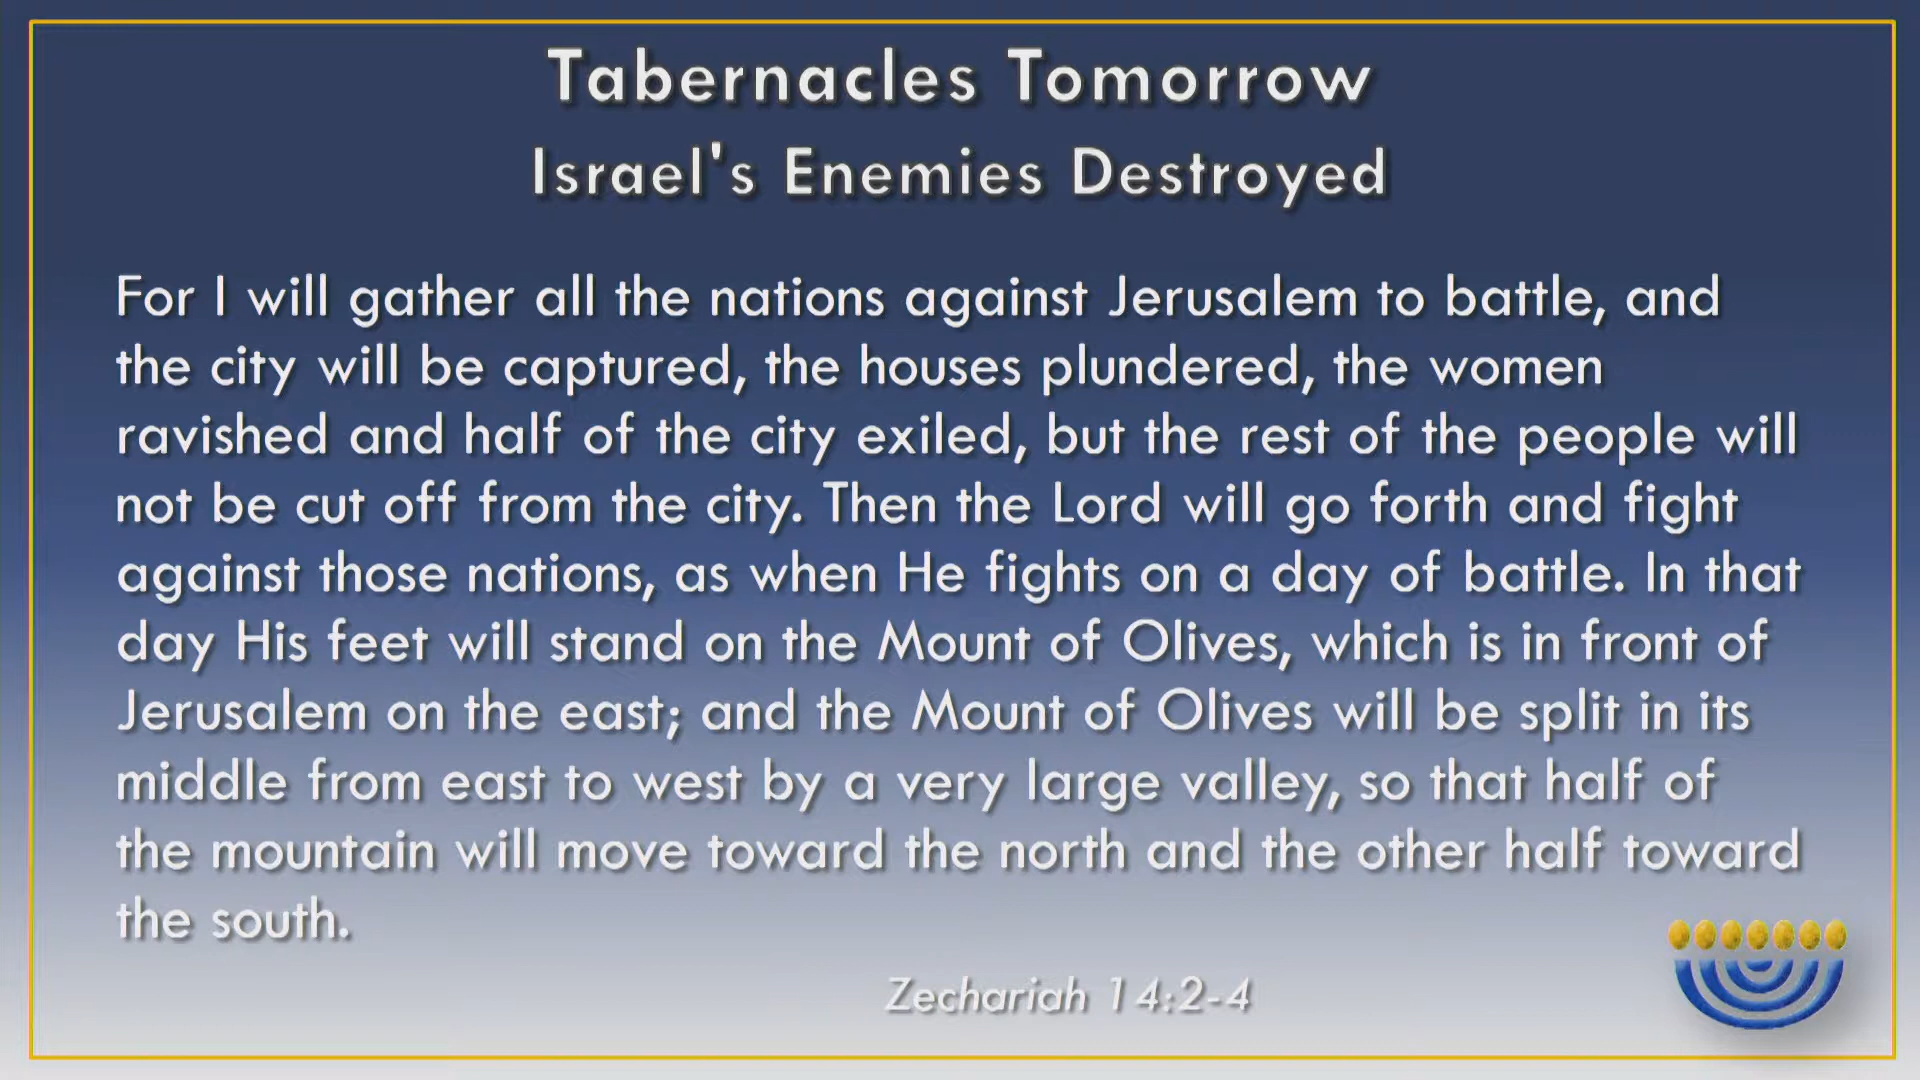 Tabernacles Tomorrow
Israel's Enemies Destroyed
For I will gather all the nations against Jerusalem to battle, and
the city will be captured, the houses plundered, the women
ravished and half of the city exiled, but the rest of the people will
not be cut off from the city. Then the Lord will go forth and fight
against those nations, as when He fights on a day of battle. In that
day His feet will stand on the Mount of Olives, which is in front of
Jerusalem on the east; and the Mount of Olives will be split in its
middle from east to west by a very large valley, so that half of
the mountain will move toward the north and the other half toward
the south.
Zechariah 14:2-4